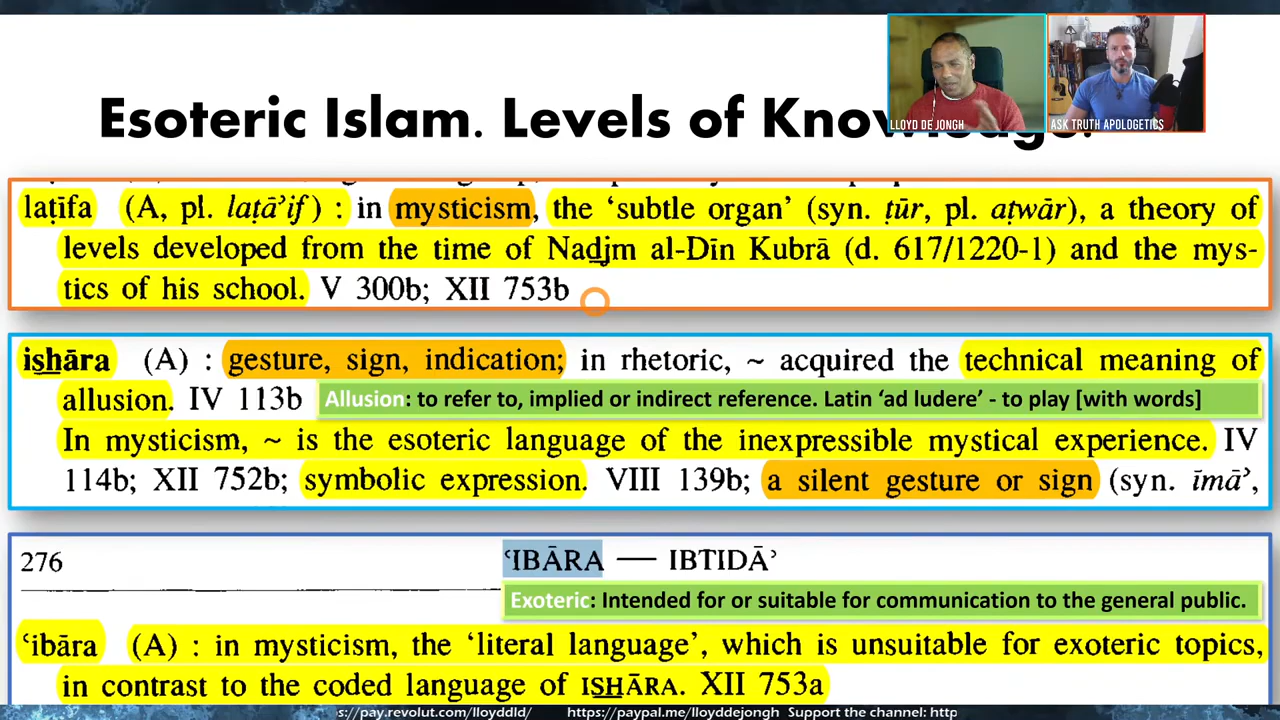 Esoteric Islam. Levels of Knowledge.
LLOYD DE JONGH
ASK TRUTH APOLOGETICS
laṭīfa (A, pl. laṭāʾif) : in mysticism, the ‘subtle organ’ (syn. ṭūr, pl. aṭwār), a theory of
levels developed from the time of Nad͟jm al-Dīn Kubrā (d. 617/1220-1) and the mys-
tics of his school. V 300b; XII 753b
is͟hāra (A) : gesture, sign, indication; in rhetoric, ~ acquired the technical meaning of
allusion. IV 113b
Allusion: to refer to, implied or indirect reference. Latin ‘ad ludere’ - to play [with words]
In mysticism, ~ is the esoteric language of the inexpressible mystical experience. IV
114b; XII 752b; symbolic expression. VIII 139b; a silent gesture or sign (syn. īmāʾ,
276 ʿIBĀRA — IBTIDĀʾ
Exoteric: Intended for or suitable for communication to the general public.
ʿibāra (A) : in mysticism, the ‘literal language’, which is unsuitable for exoteric topics,
in contrast to the coded language of IS͟HĀRA. XII 753a
s://pay.revolut.com/lloyddld/ https://paypal.me/lloyddejongh Support the channel: http